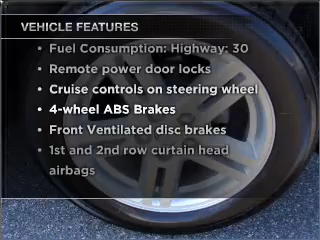 VEHICLE FEATURES
• Fuel Consumption: Highway: 30
• Remote power door locks
• Cruise controls on steering wheel
• 4-wheel ABS Brakes
• Front Ventilated disc brakes
• 1st and 2nd row curtain head
airbags